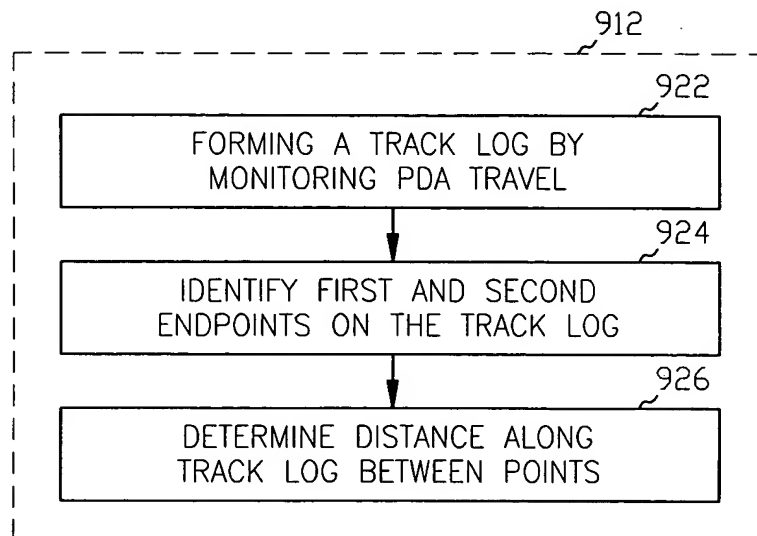 912
922
FORMING A TRACK LOG BY
MONITORING PDA TRAVEL
924
IDENTIFY FIRST AND SECOND
ENDPOINTS ON THE TRACK LOG
926
DETERMINE DISTANCE ALONG
TRACK LOG BETWEEN POINTS